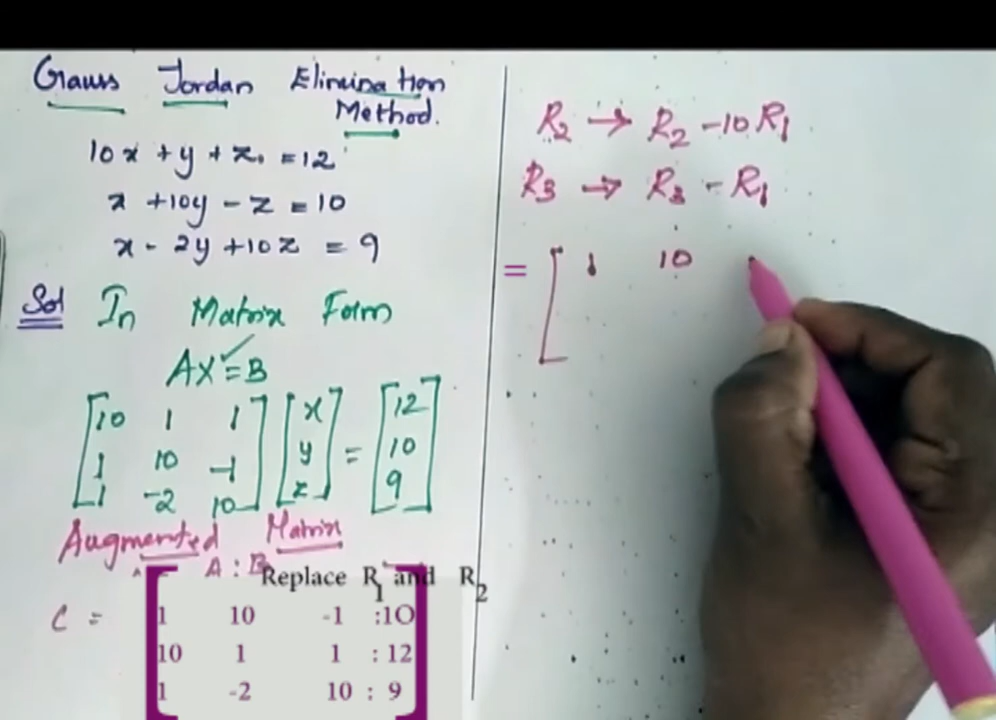 Gauss Jordan Elimination
Method.
10x + y + z = 12
x + 10y - z = 10
x - 2y + 10z = 9
Sol In Matrix Form
AX = B
[10 1 1] [x] = [12]
[1 10 -1] [y] [10]
[1 -2 10] [z] [9]
Augmented Matrix
A : B
Replace R1 and R2
C = [1 10 -1 :10]
[10 1 1 : 12]
[1 -2 10 : 9]
R2 → R2 - 10R1
R3 → R3 - R1
= [ 1 10